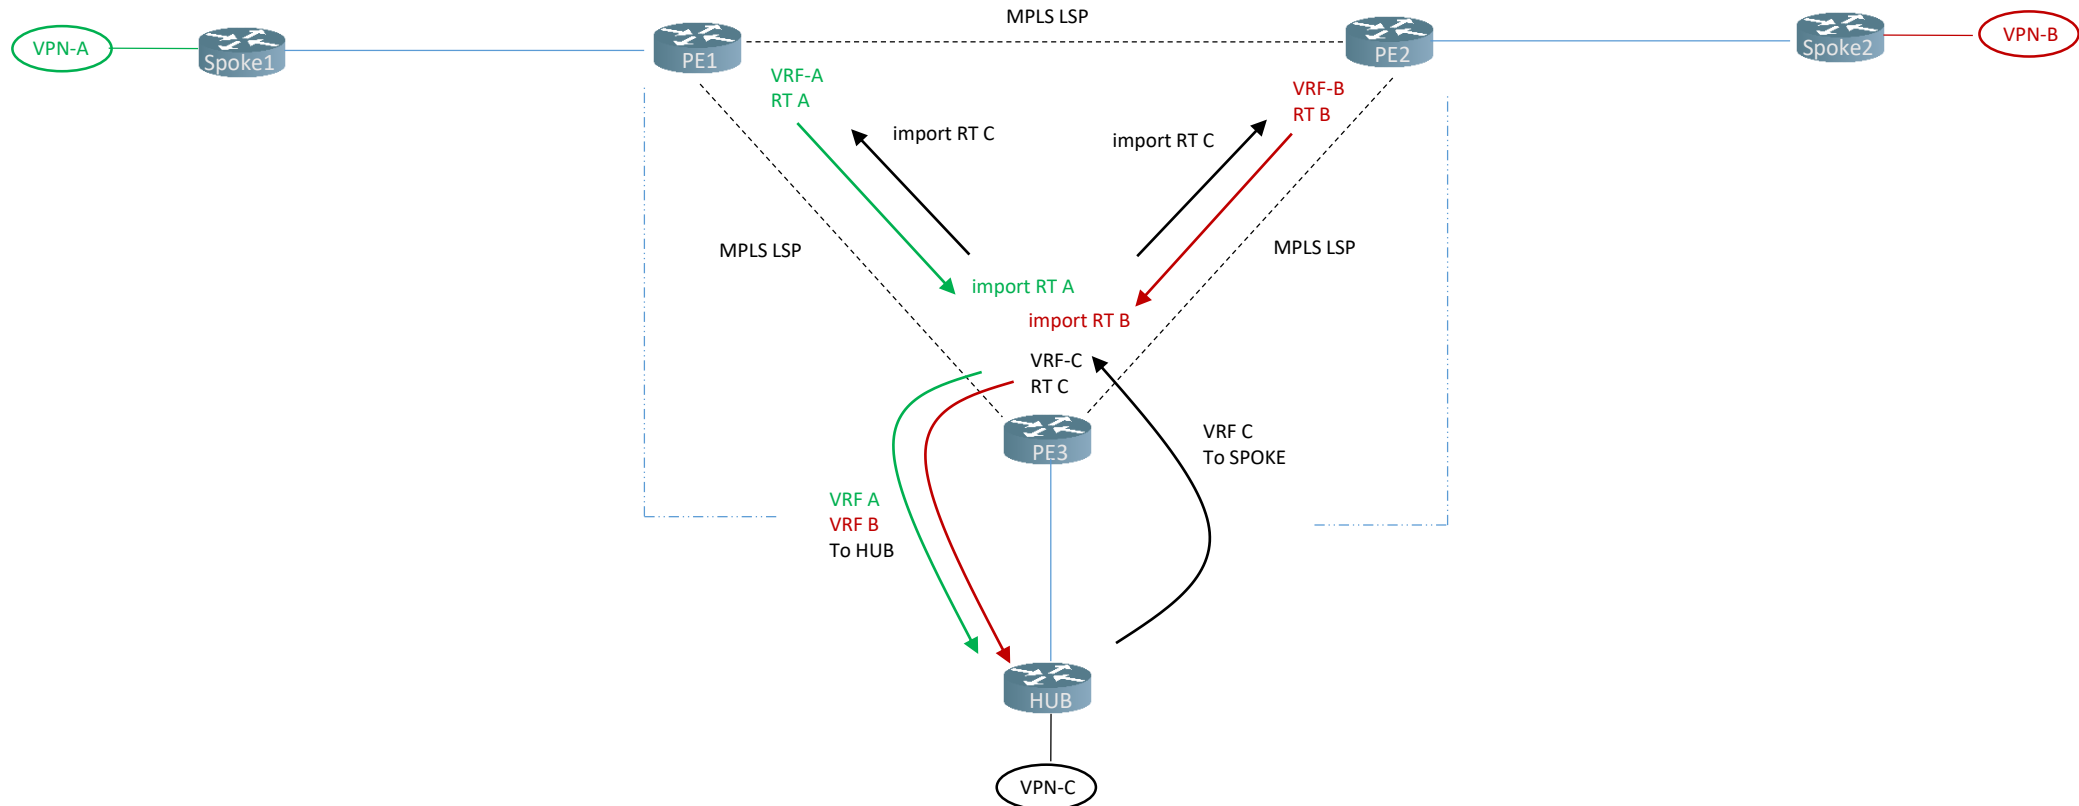 MPLS LSP
VPN-A
Spoke1
PE1
PE2
Spoke2
VPN-B
VRF-A
RT A
import RT C
import RT C
VRF-B
RT B
MPLS LSP
MPLS LSP
import RT A
import RT B
VRF-C
RT C
PE3
VRF C
To SPOKE
VRF A
VRF B
To HUB
HUB
VPN-C